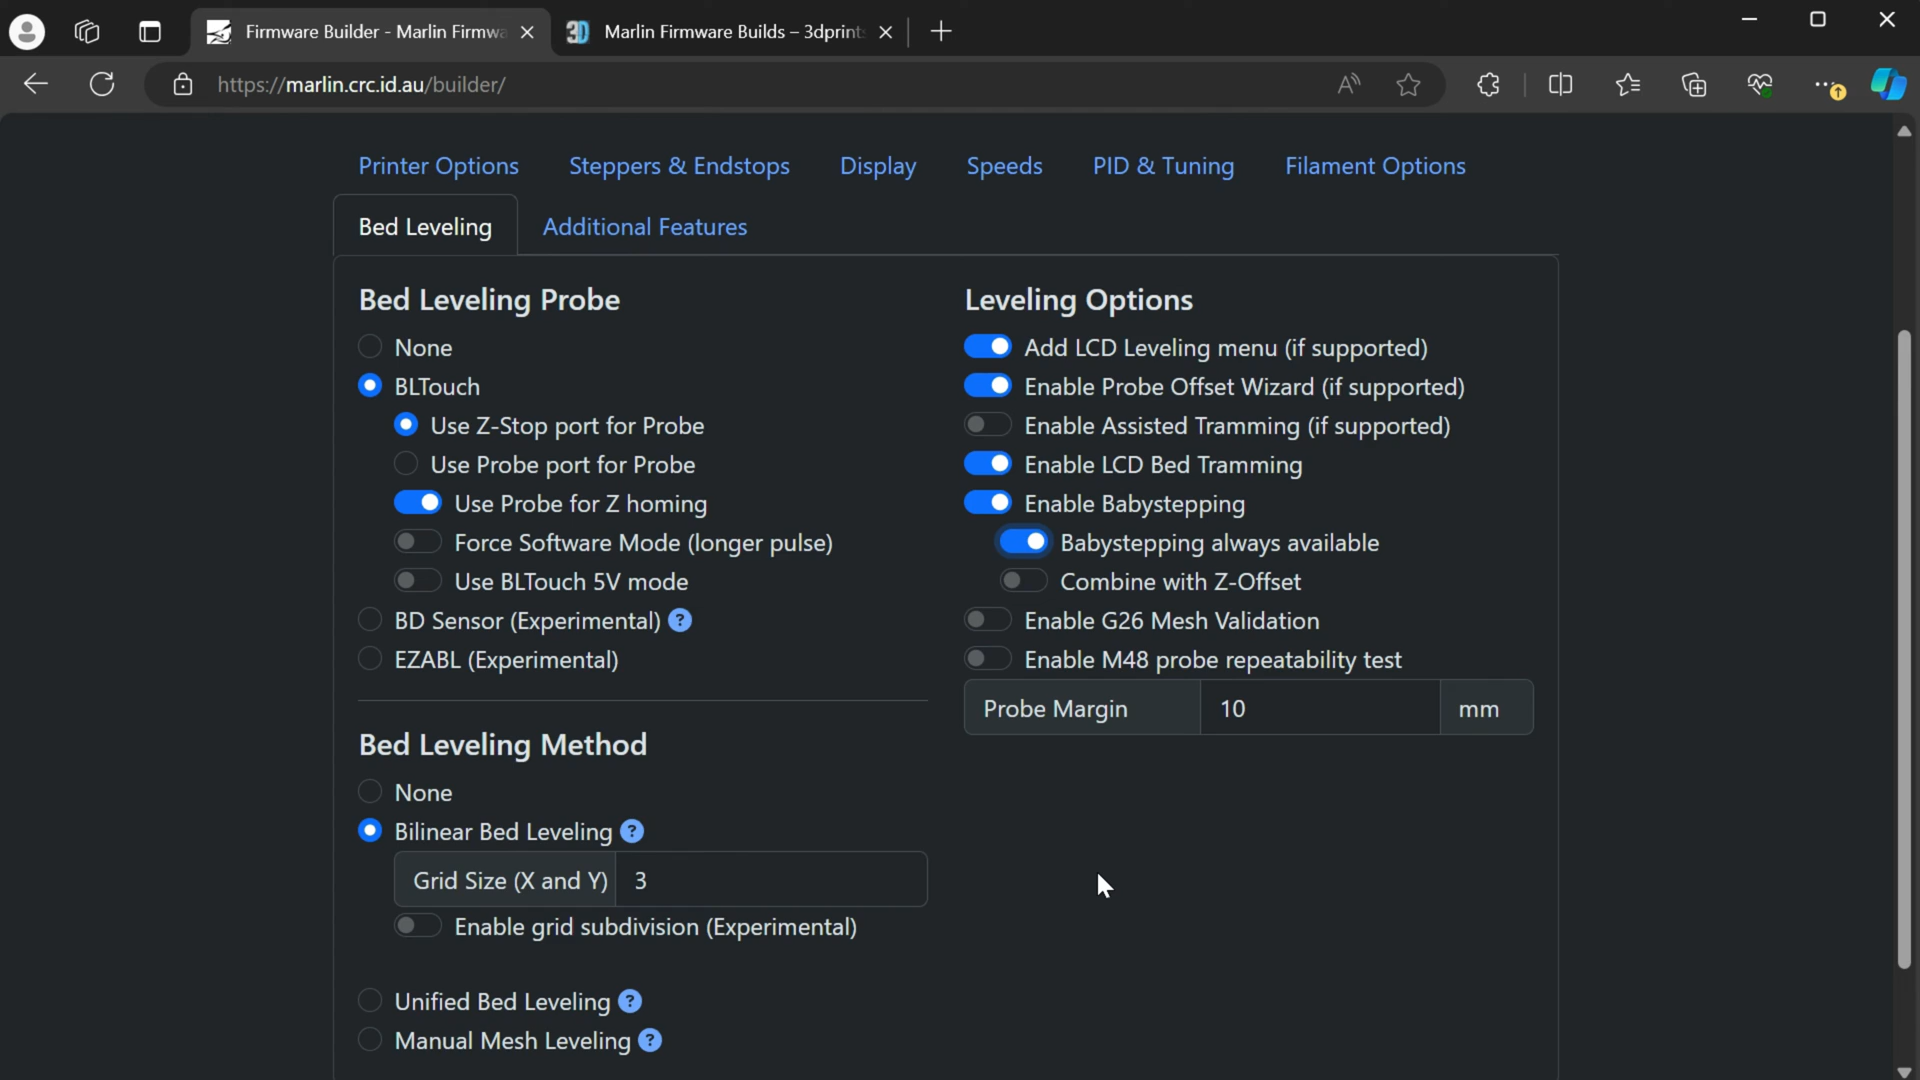 Firmware Builder - Marlin Firmwa
Marlin Firmware Builds – 3dprint
https://marlin.crc.id.au/builder/
Printer Options
Steppers & Endstops
Display
Speeds
PID & Tuning
Filament Options
Bed Leveling
Additional Features
Bed Leveling Probe
None
BLTouch
Use Z-Stop port for Probe
Use Probe port for Probe
Use Probe for Z homing
Force Software Mode (longer pulse)
Use BLTouch 5V mode
BD Sensor (Experimental) ?
EZABL (Experimental)
Bed Leveling Method
None
Bilinear Bed Leveling ?
Grid Size (X and Y) 3
Enable grid subdivision (Experimental)
Unified Bed Leveling ?
Manual Mesh Leveling ?
Leveling Options
Add LCD Leveling menu (if supported)
Enable Probe Offset Wizard (if supported)
Enable Assisted Tramming (if supported)
Enable LCD Bed Tramming
Enable Babystepping
Babystepping always available
Combine with Z-Offset
Enable G26 Mesh Validation
Enable M48 probe repeatability test
Probe Margin 10 mm